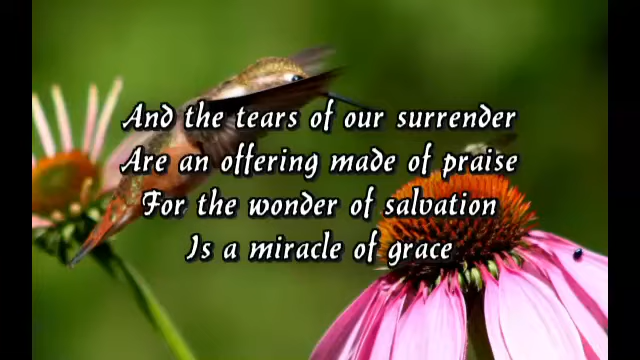 And the tears of our surrender
Are an offering made of praise
For the wonder of salvation
Is a miracle of grace